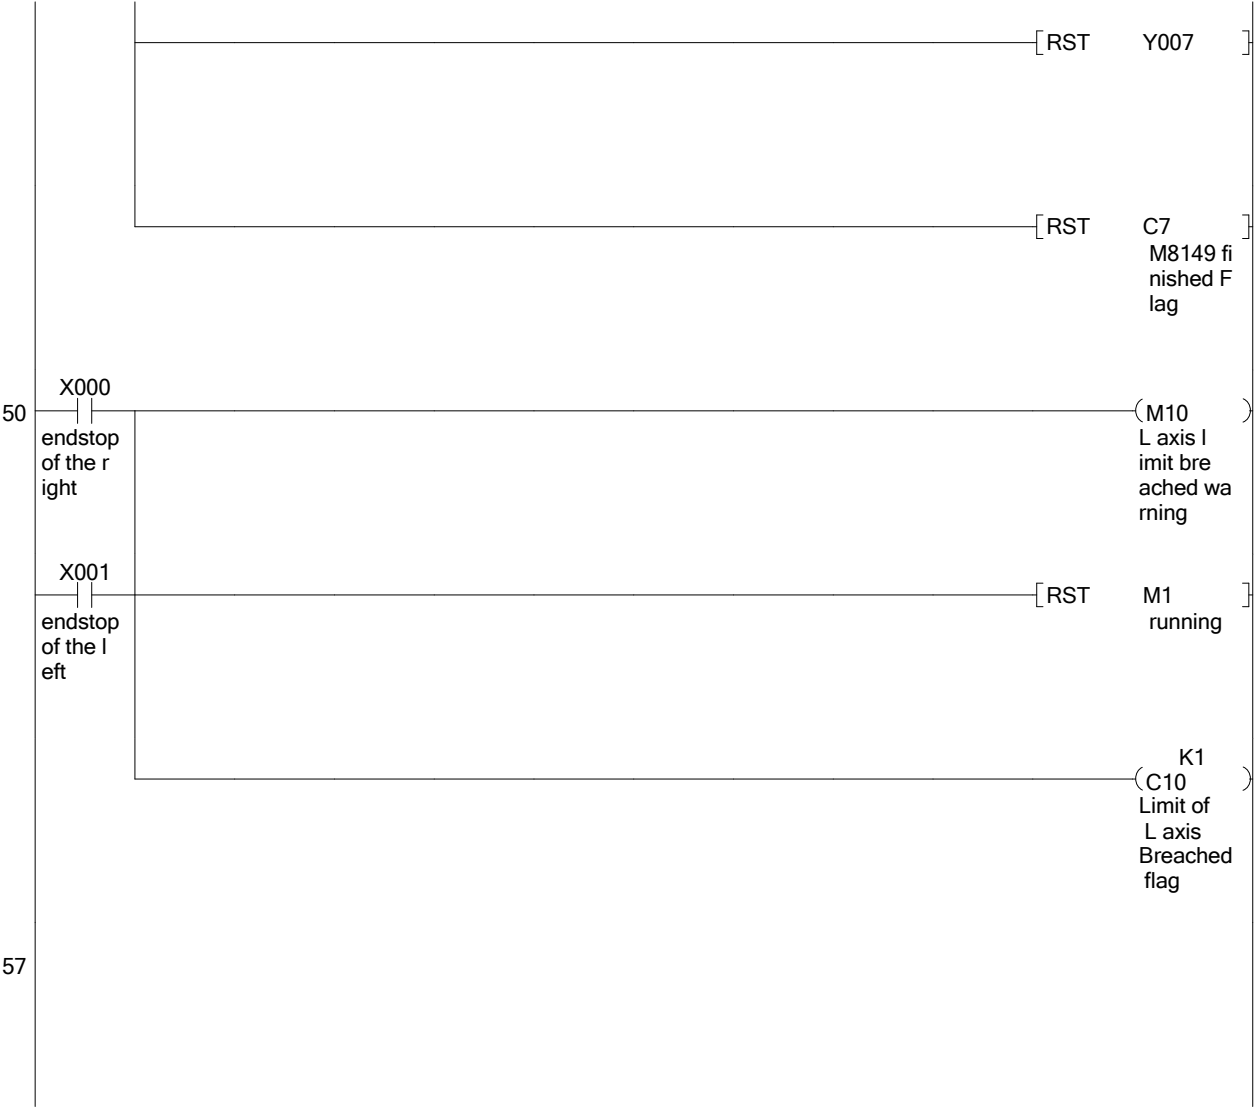 RST Y007
RST C7
M8149 fi
nished F
lag
X000
50
M10
endstop
of the r
ight
L axis l
imit bre
ached wa
rning
X001
RST M1
endstop
of the l
eft
running
K1
C10
Limit of
L axis
Breached
flag
57